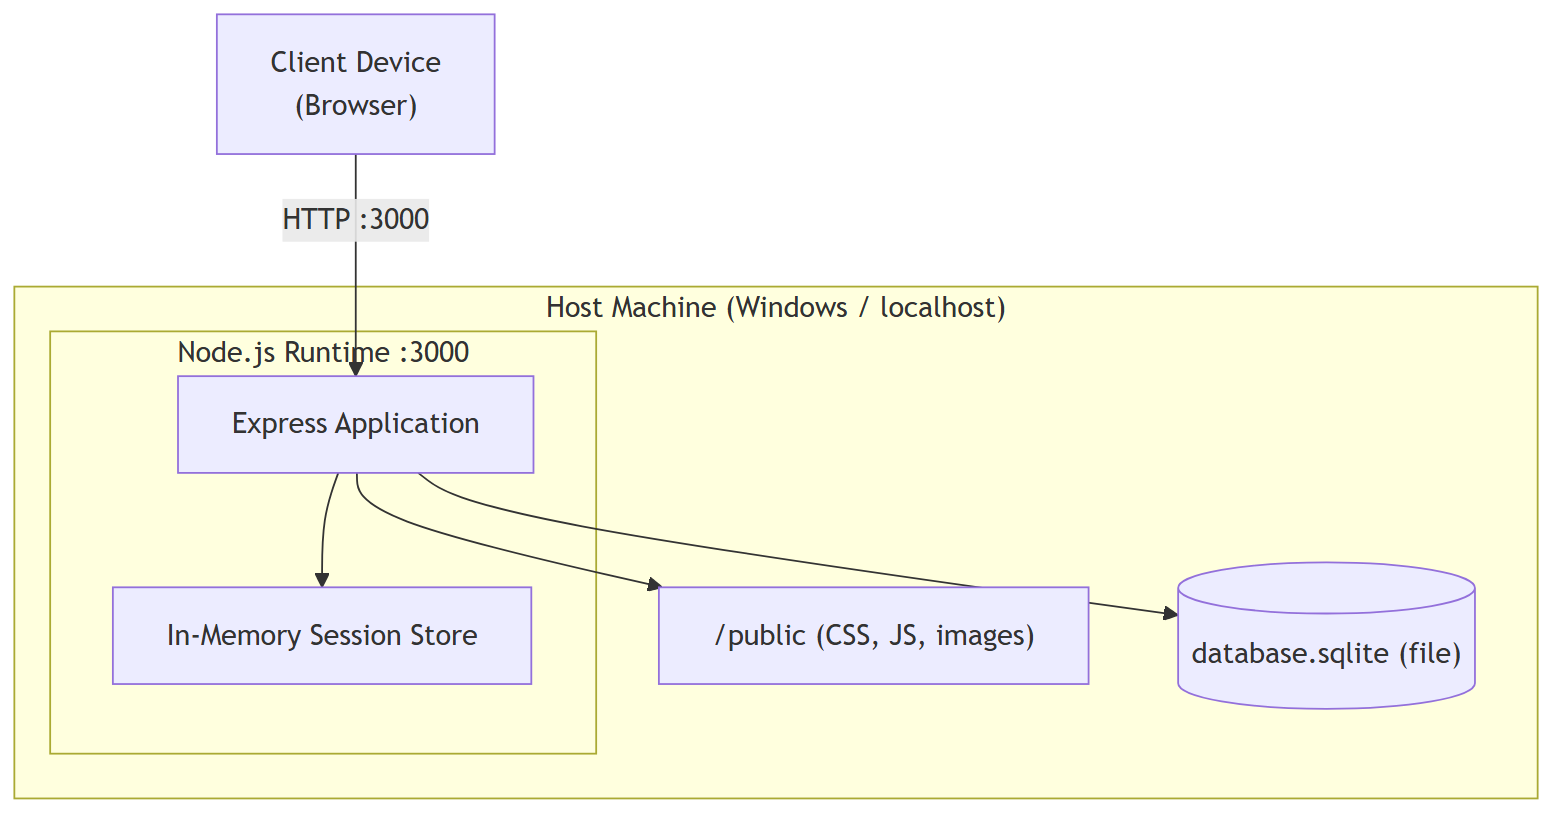 Client Device
(Browser)
HTTP :3000
Host Machine (Windows / localhost)
Node.js Runtime :3000
Express Application
In-Memory Session Store
/public (CSS, JS, images)
database.sqlite (file)